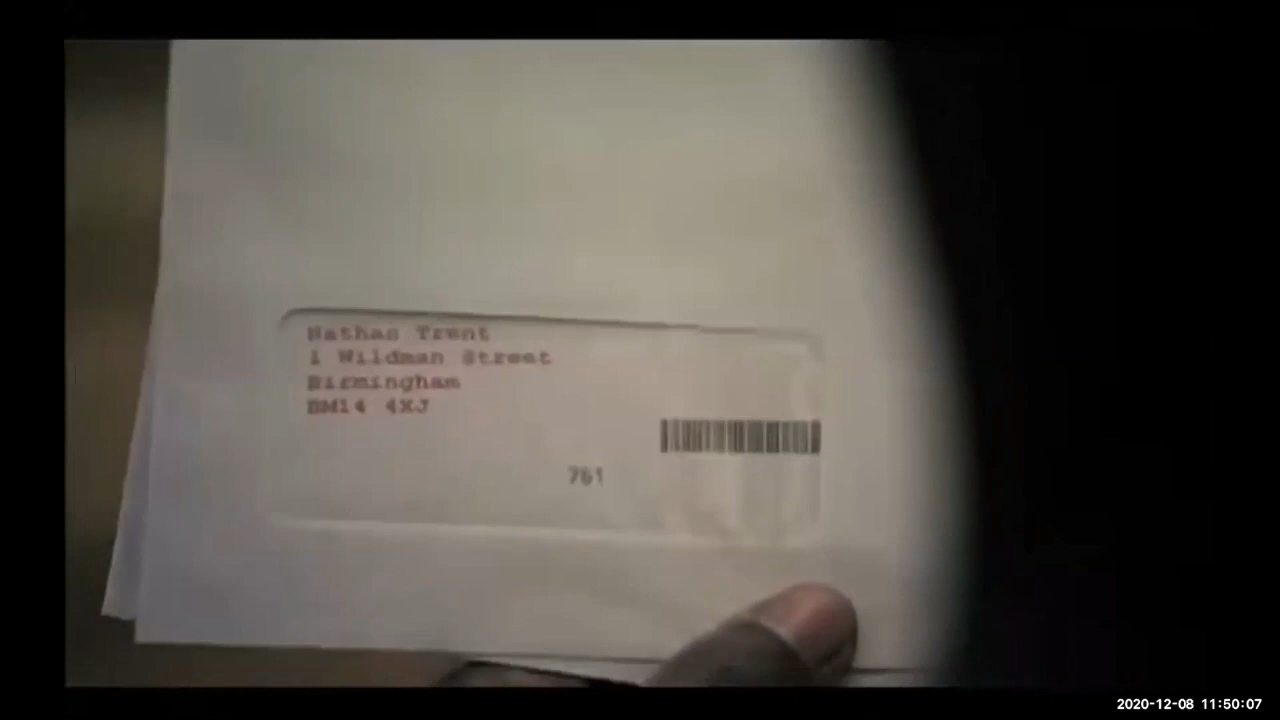 Nathan Trent
1 Wildman Street
Birmingham
BM14 4XJ
761
2020-12-08 11:50:07